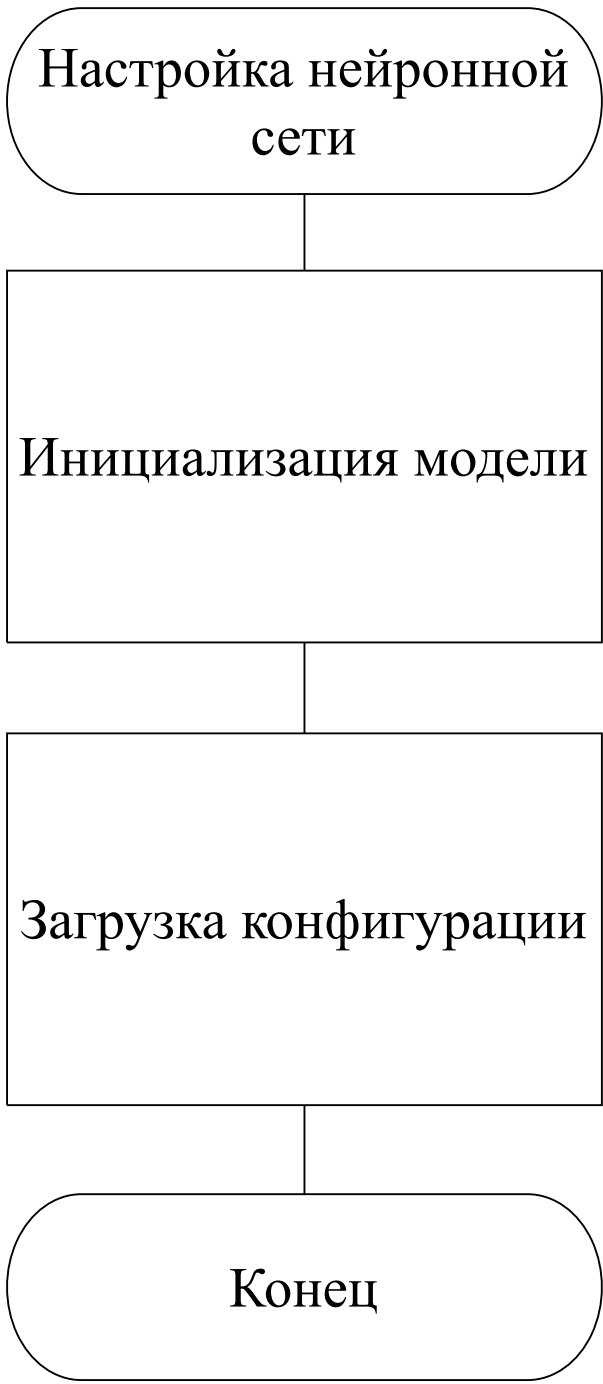 Настройка нейронной
сети
Инициализация модели
Загрузка конфигурации
Конец